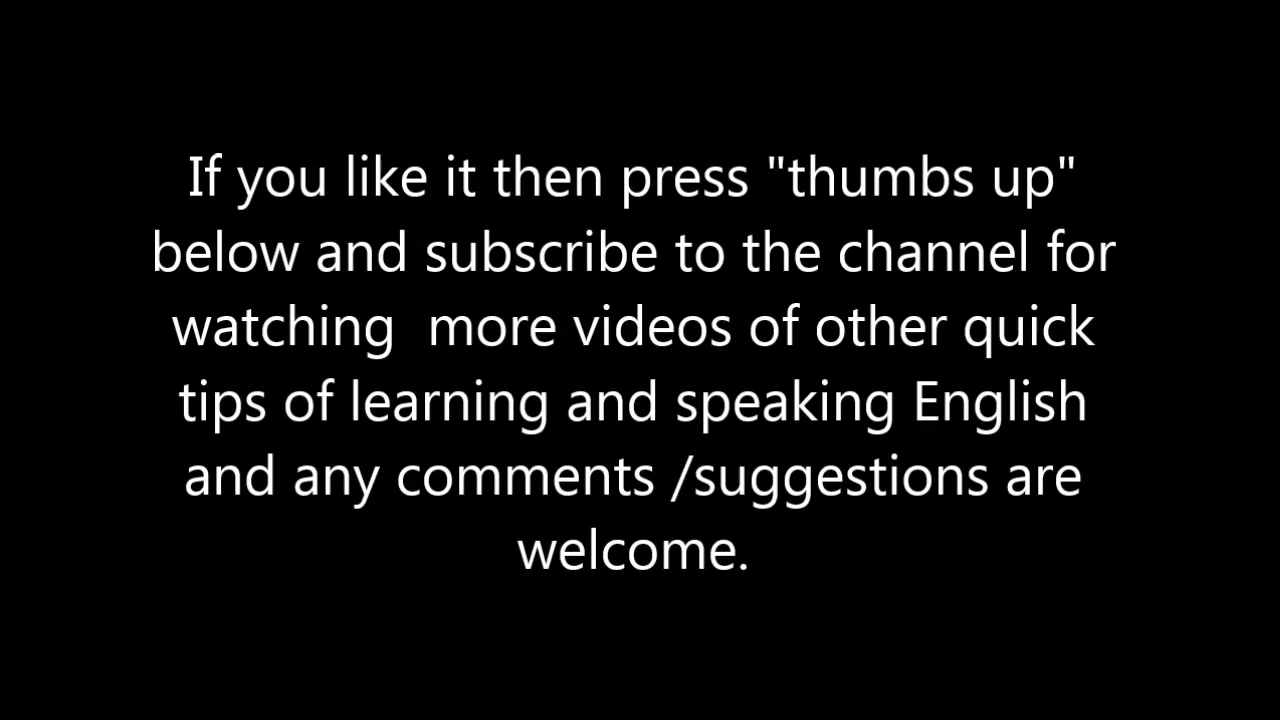 If you like it then press "thumbs up"
below and subscribe to the channel for
watching  more videos of other quick
tips of learning and speaking English
and any comments /suggestions are
welcome.